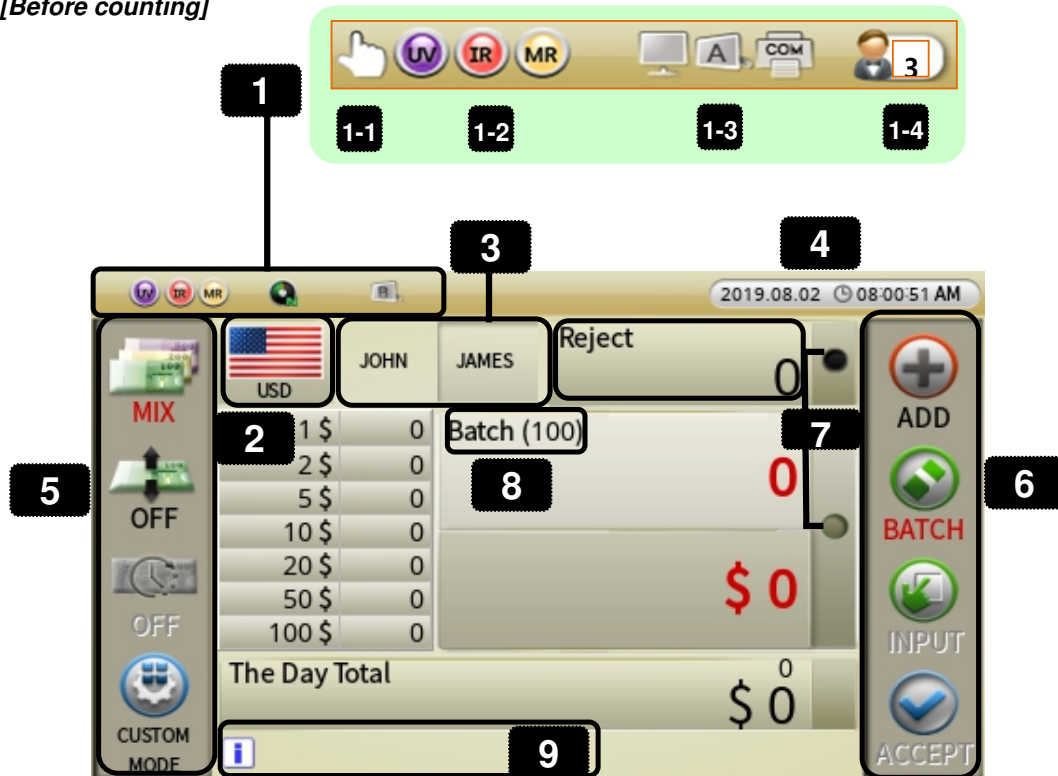 [Before counting]
UV IR MR A COM 3
1
1-1 1-2 1-3 1-4
3 4
UV IR MR N B 2019.08.02 08:00:51 AM
MIX
USD
JOHN JAMES
Reject
0
ADD
2
1 $ 0
2 $ 0
5 $ 0
10 $ 0
20 $ 0
50 $ 0
100 $ 0
Batch (100)
0
8
7
5
OFF
6
BATCH
$ 0
OFF
INPUT
The Day Total
0
$ 0
CUSTOM
MODE
i
9
ACCEPT